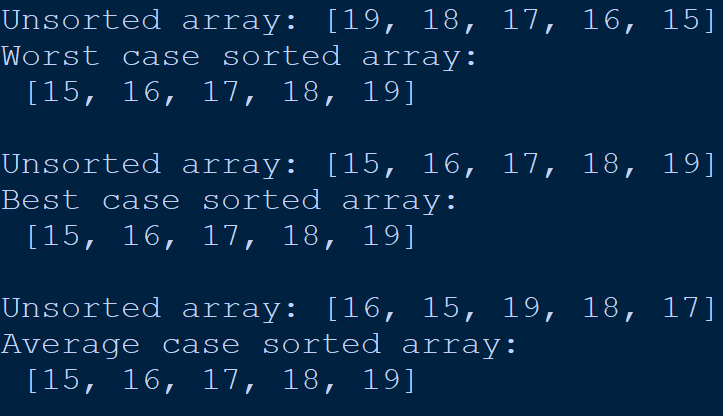 Unsorted array: [19, 18, 17, 16, 15]
Worst case sorted array:
 [15, 16, 17, 18, 19]
Unsorted array: [15, 16, 17, 18, 19]
Best case sorted array:
 [15, 16, 17, 18, 19]
Unsorted array: [16, 15, 19, 18, 17]
Average case sorted array:
 [15, 16, 17, 18, 19]